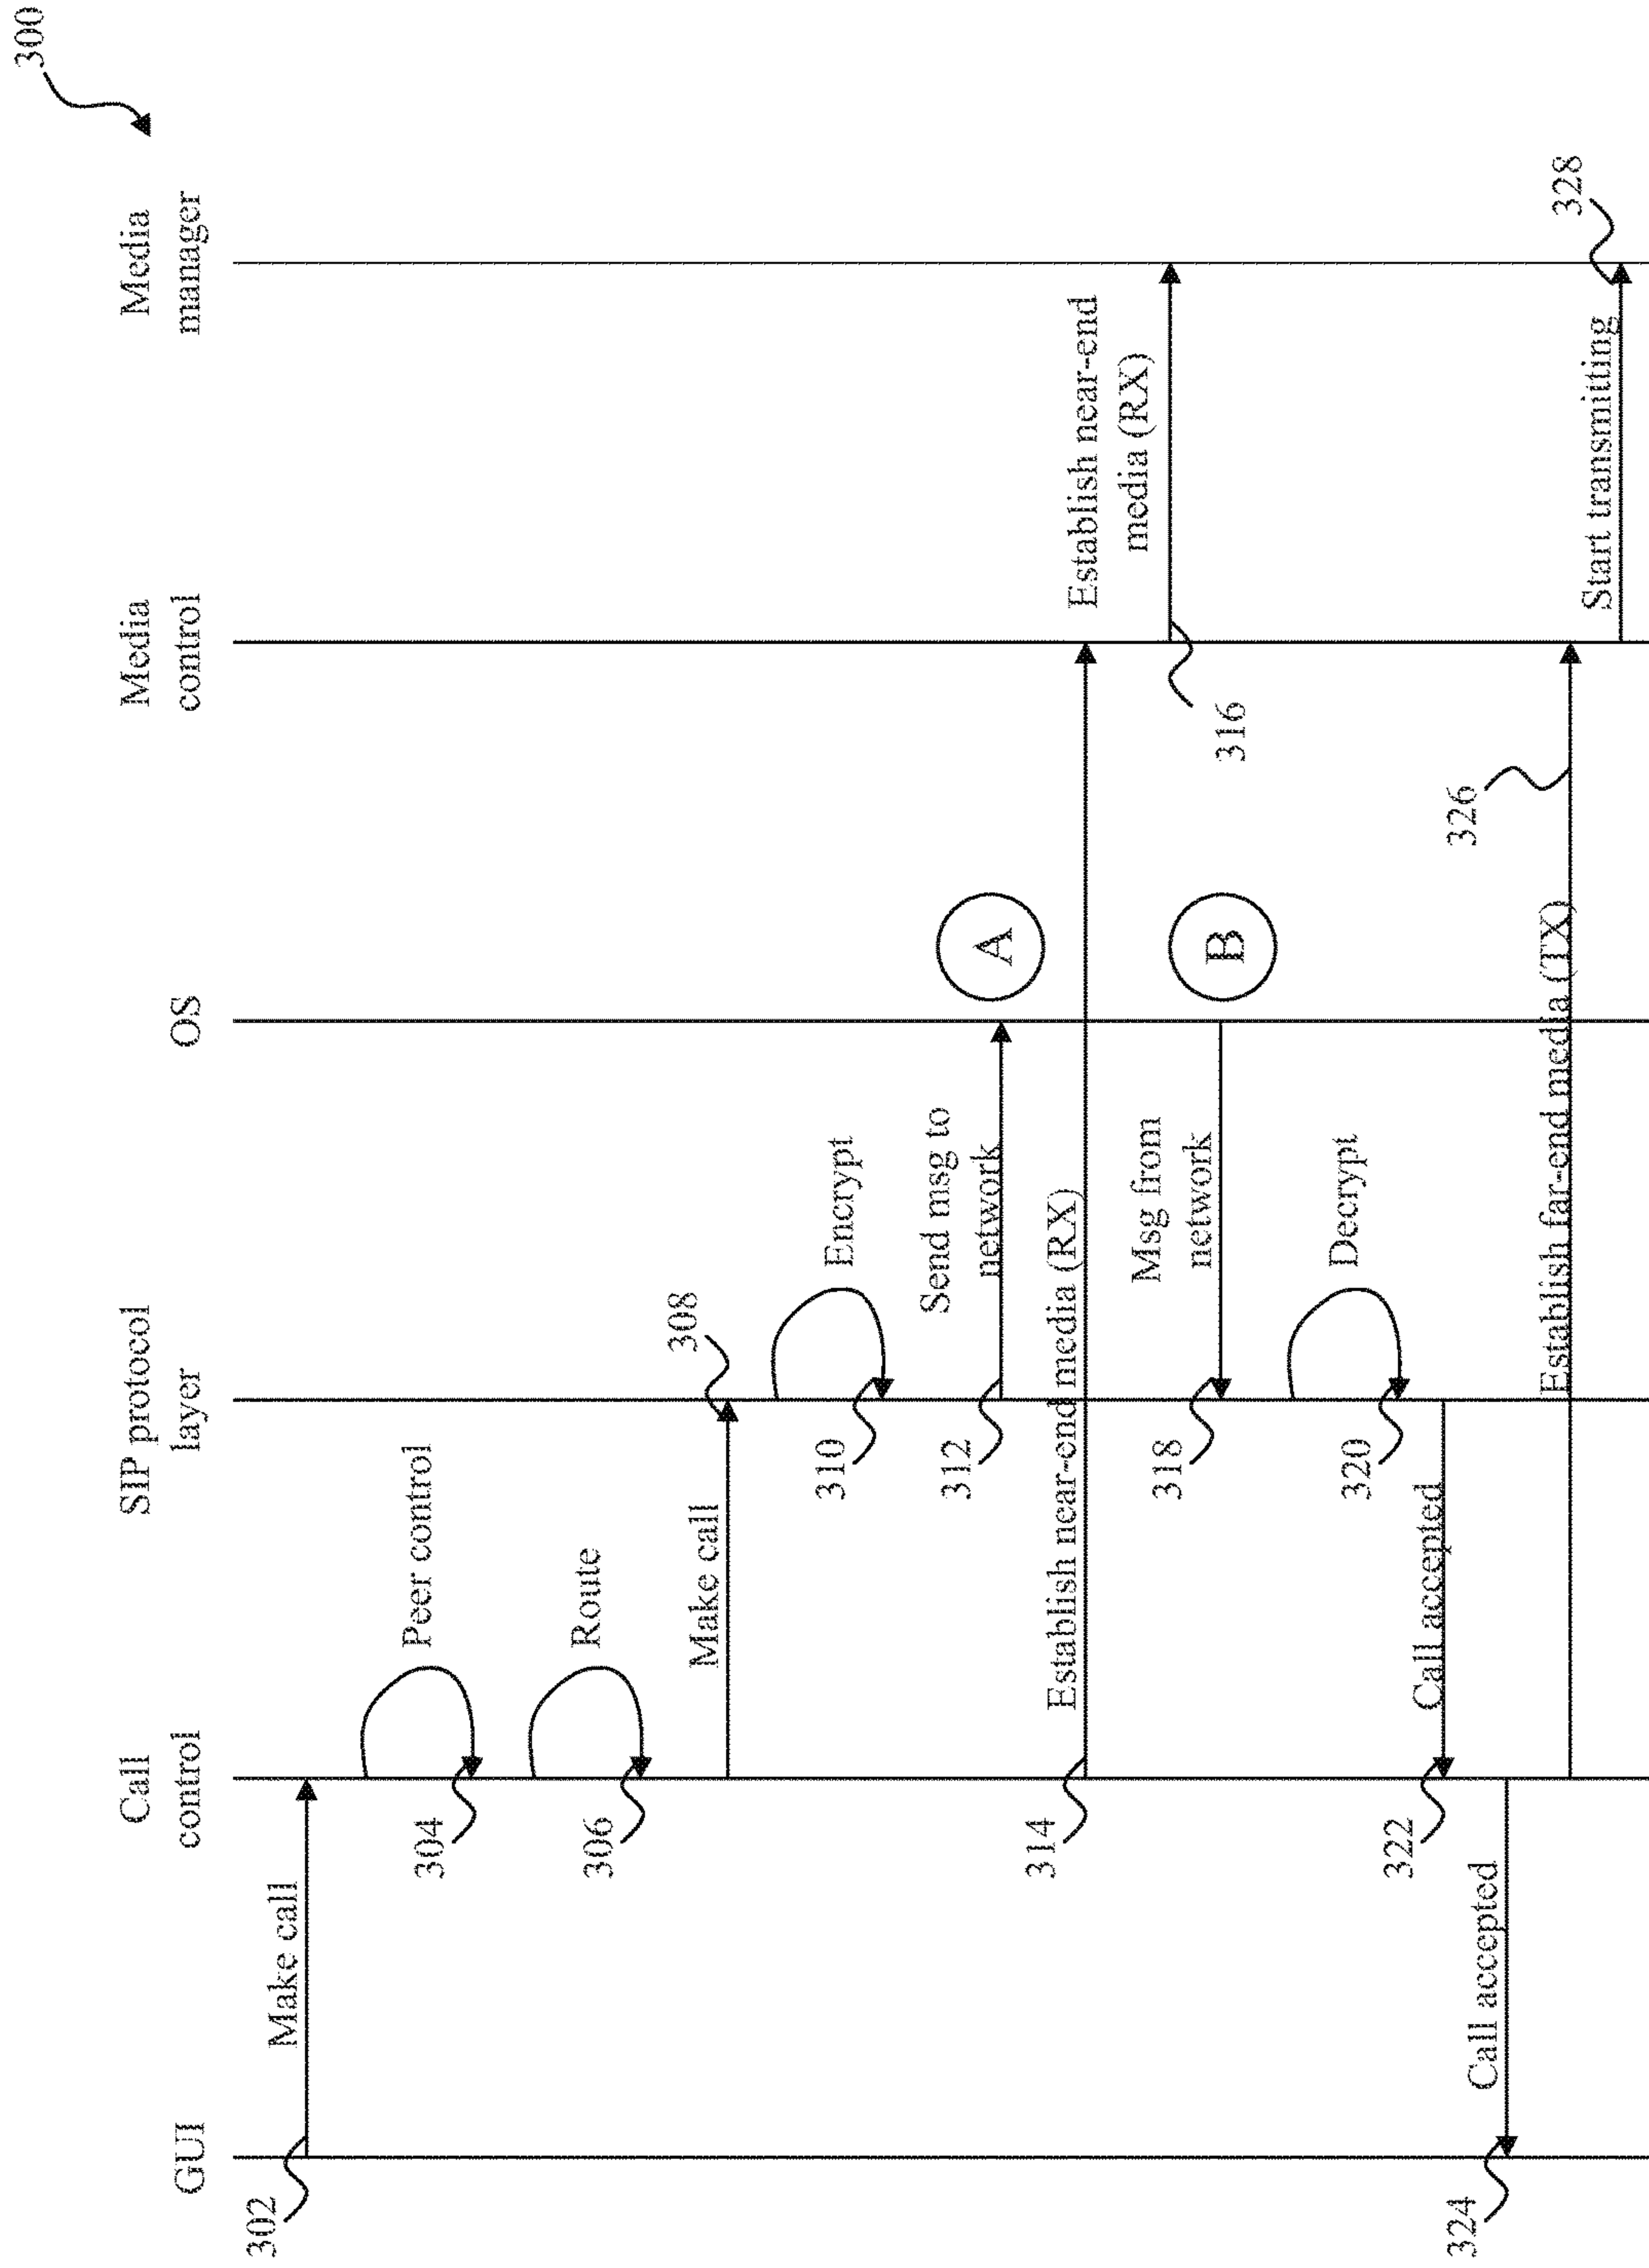 300
GUI
Call
control
SIP protocol
layer
OS
Media
control
Media
manager
302
Make call
Peer control
304
Route
306
Make call
308
Encrypt
310
Send msg to
network
312
A
Establish near-end media (RX)
314
Establish near-end
media (RX)
316
Msg from
network
318
B
Decrypt
320
Call accepted
322
Call accepted
324
Establish far-end media (TX)
326
Start transmiting
328